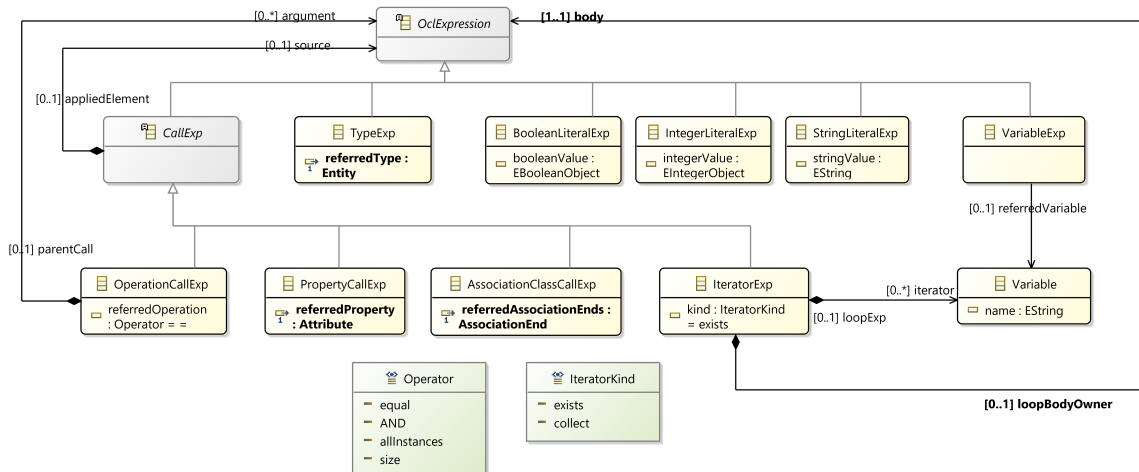 [0..*] argument
OclExpression
[1..1] body
[0..1] source
[0..1] appliedElement
CallExp
TypeExp
referredType :
Entity
BooleanLiteralExp
booleanValue :
EBooleanObject
IntegerLiteralExp
integerValue :
EIntegerObject
StringLiteralExp
stringValue :
EString
VariableExp
[0..1] referredVariable
[0..1] parentCall
OperationCallExp
referredOperation
: Operator = =
PropertyCallExp
referredProperty
: Attribute
AssociationClassCallExp
referredAssociationEnds :
AssociationEnd
IteratorExp
kind : IteratorKind
= exists
[0..*] iterator
[0..1] loopExp
Variable
name : EString
Operator
equal
AND
allInstances
size
IteratorKind
exists
collect
[0..1] loopBodyOwner